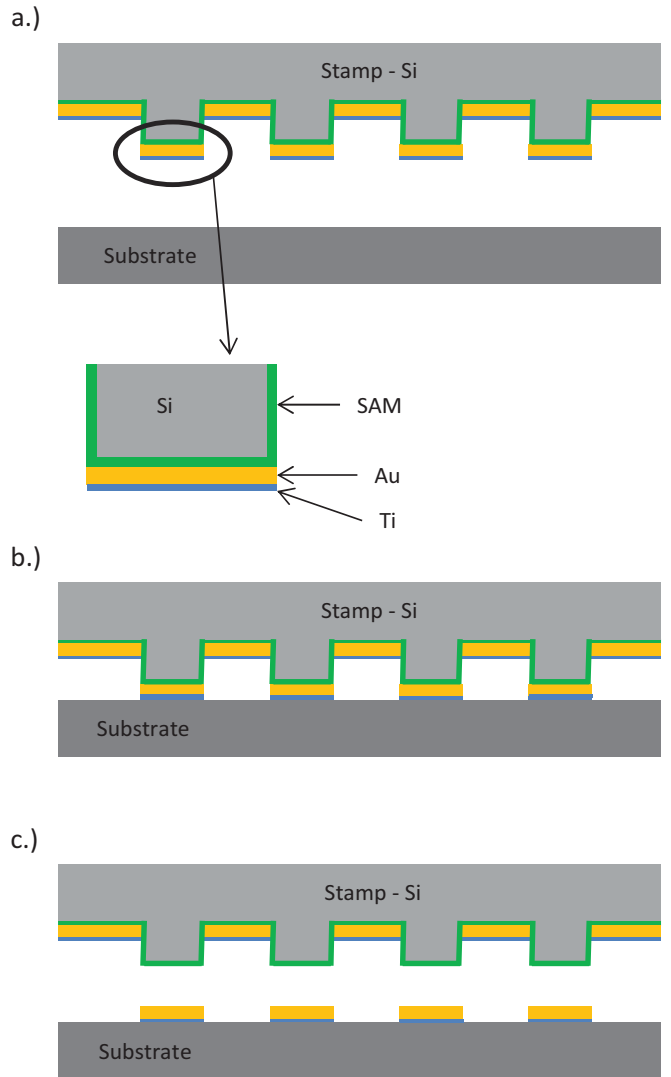 a.)
Stamp - Si
Substrate
Si
SAM
Au
Ti
b.)
Stamp - Si
Substrate
c.)
Stamp - Si
Substrate